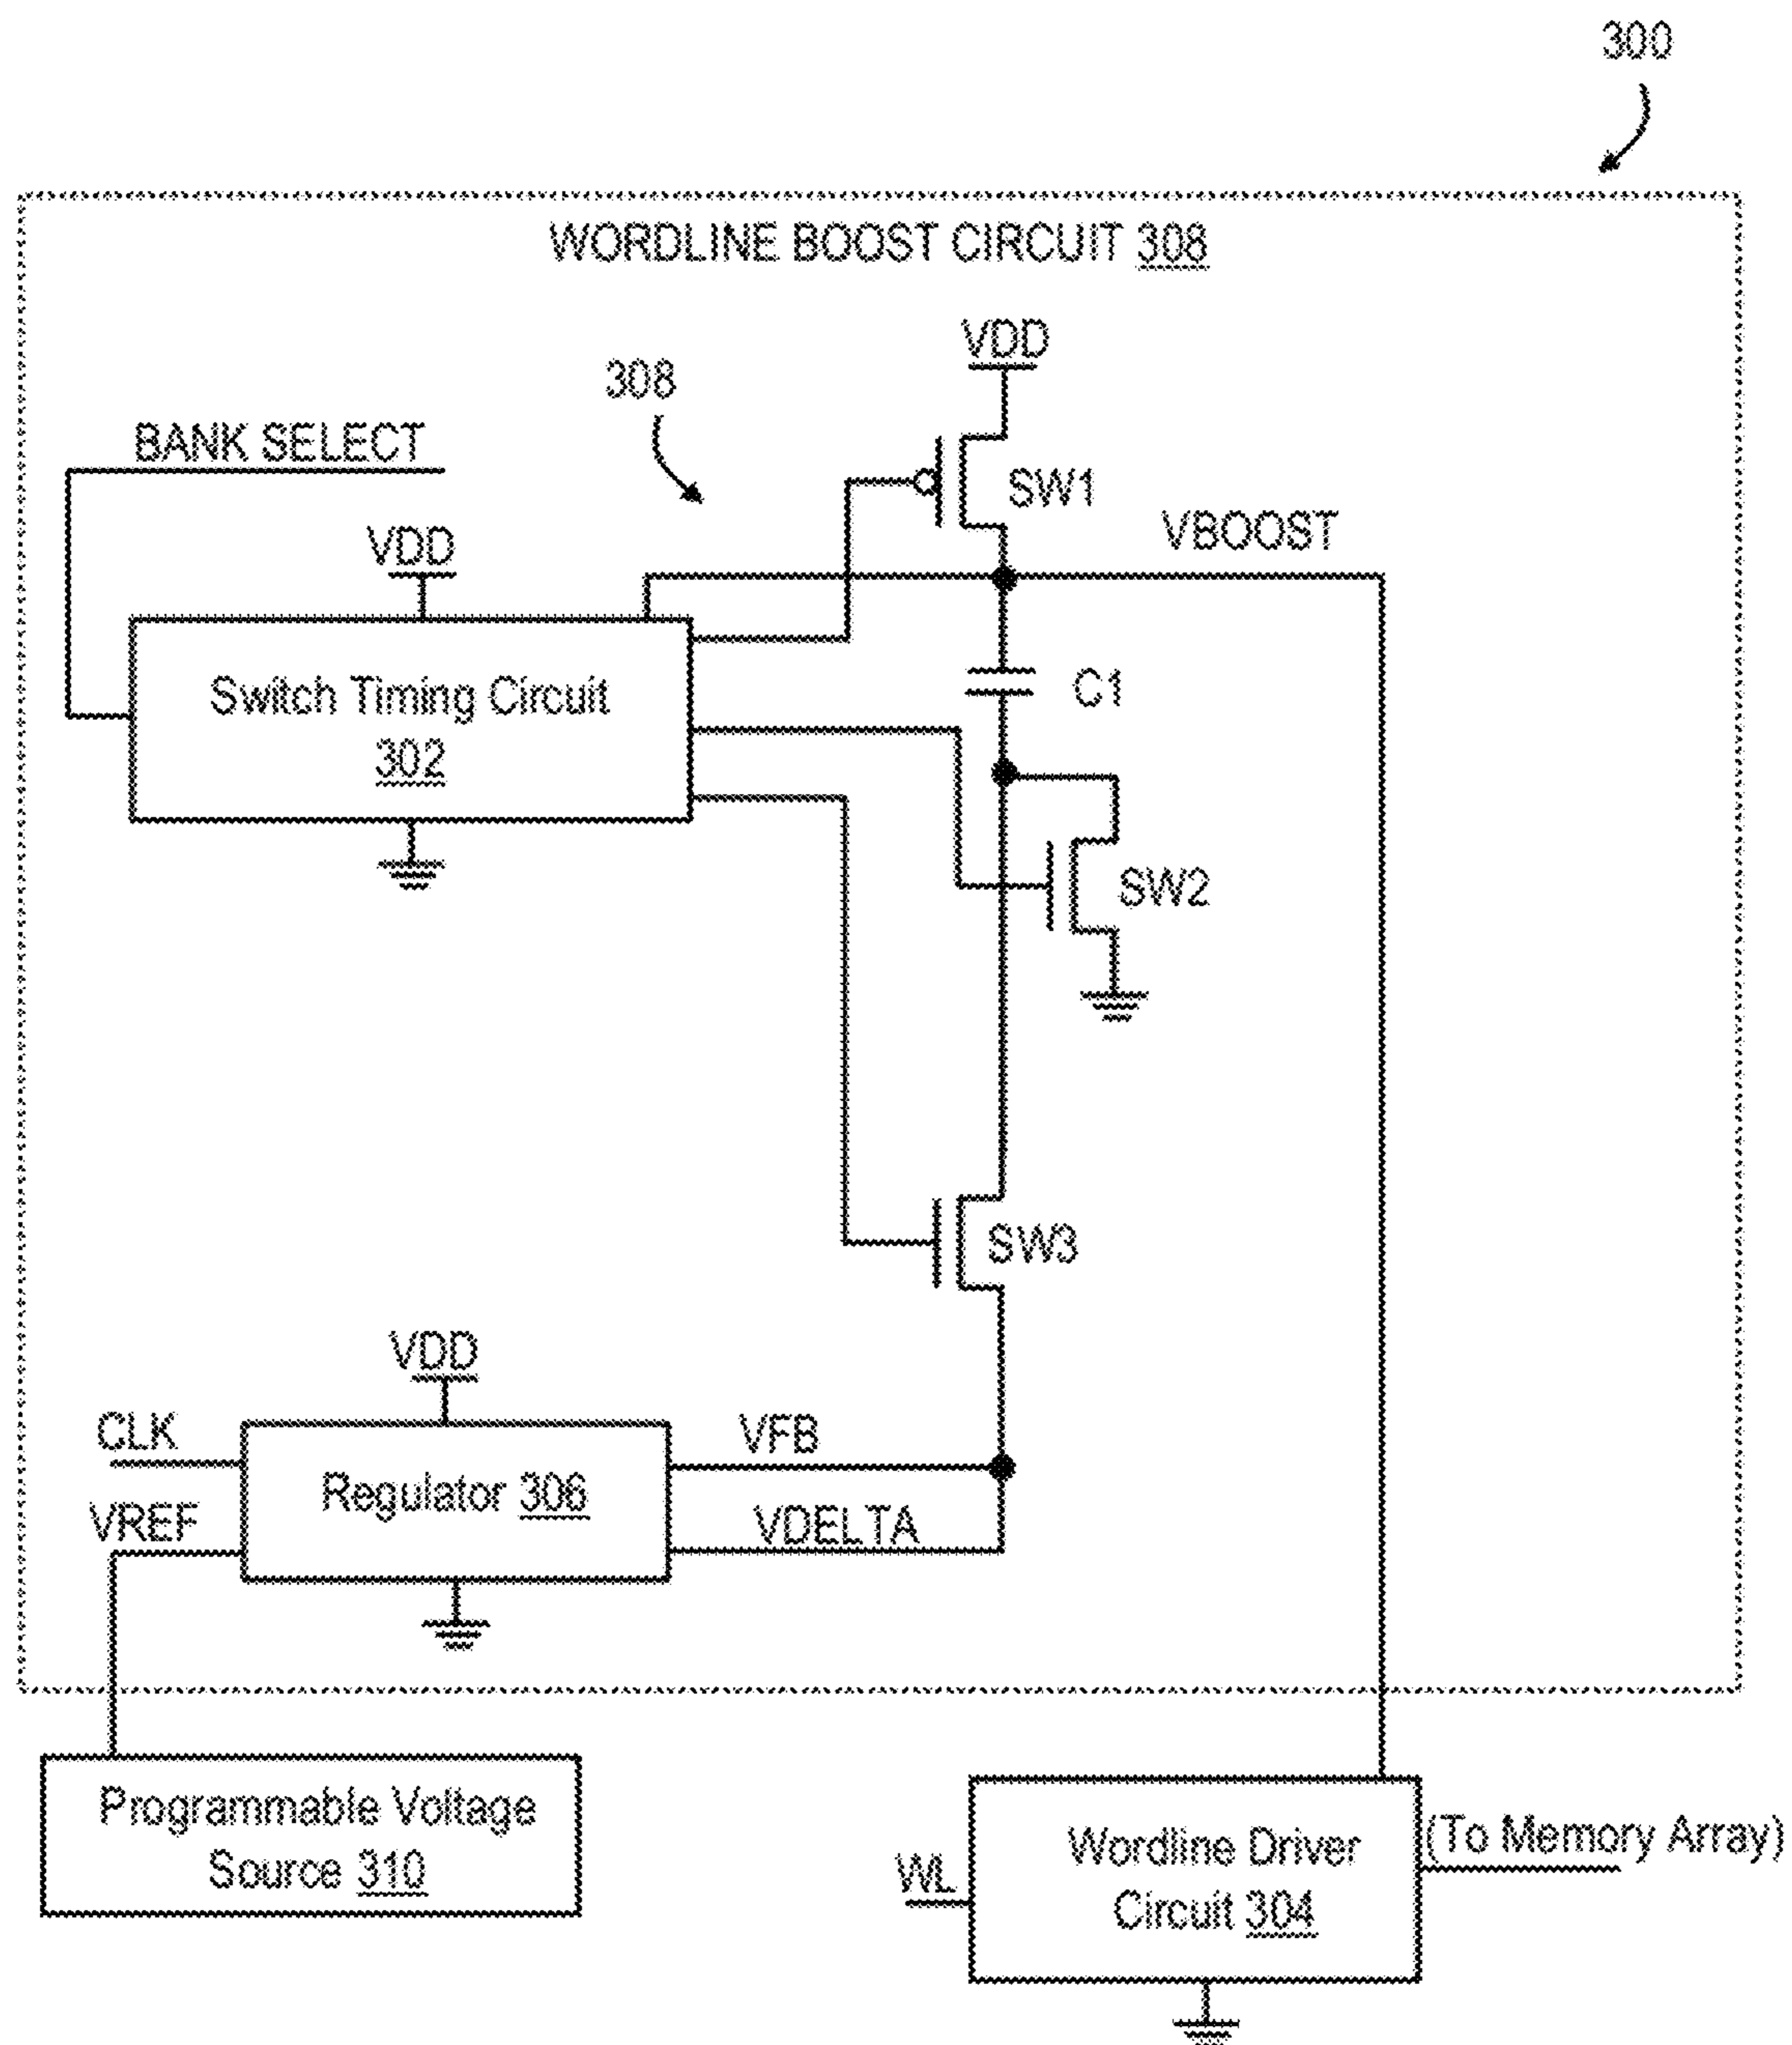 300
WORDLINE BOOST CIRCUIT 308
VDD
308
BANK SELECT
SW1
VBOOST
VDD
Switch Timing Circuit
302
C1
SW2
SW3
VDD
CLK
VFB
Regulator 306
VREF
VDELTA
Programmable Voltage
Source 310
(To Memory Array)
Wordline Driver
WL
Circuit 304